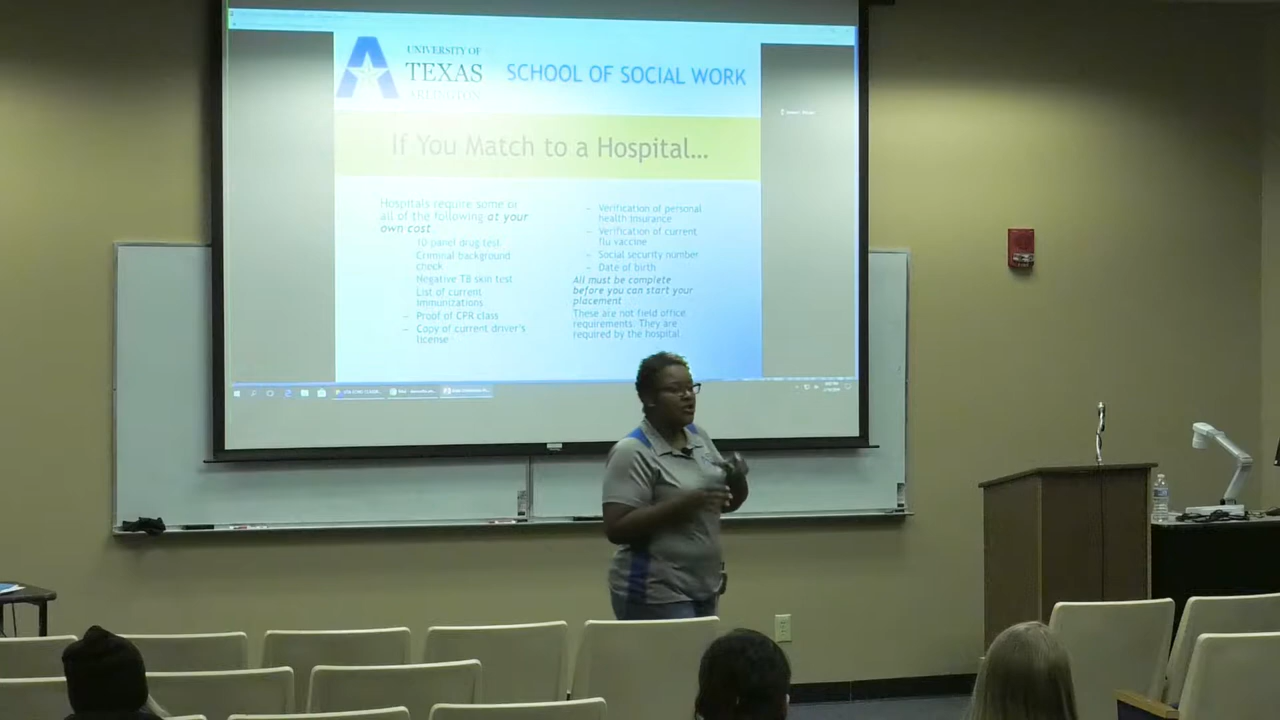 UNIVERSITY OF
TEXAS
ARLINGTON
SCHOOL OF SOCIAL WORK
If You Match to a Hospital...
Hospitals require some or
all of the following at your
own cost
10 panel drug test
Criminal background
check
Negative TB skin test
List of current
immunizations
– Proof of CPR class
– Copy of current driver's
license
– Verification of personal
health insurance
– Verification of current
flu vaccine
– Social security number
– Date of birth
All must be complete
before you can start your
placement
These are not field office
requirements. They are
required by the hospital.